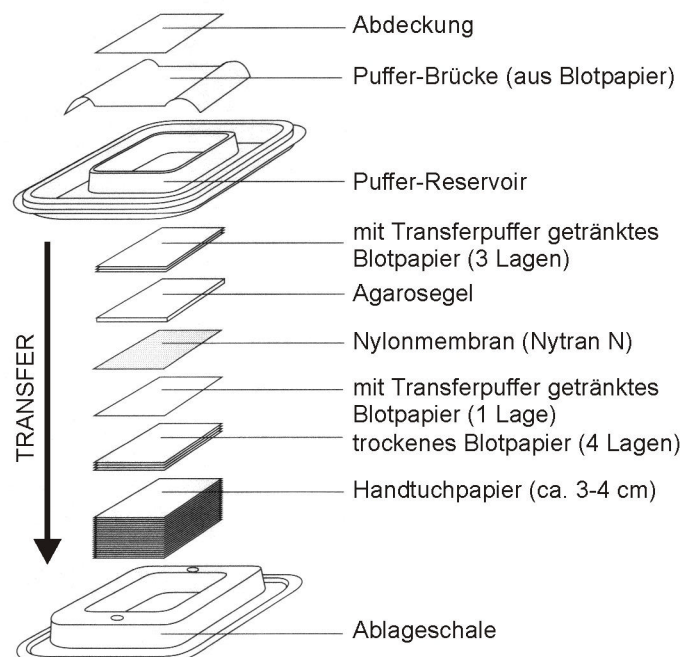 Abdeckung
Puffer-Brücke (aus Blotpapier)
Puffer-Reservoir
mit Transferpuffer getränktes
Blotpapier (3 Lagen)
Agarosegel
Nylonmembran (Nytran N)
mit Transferpuffer getränktes
Blotpapier (1 Lage)
trockenes Blotpapier (4 Lagen)
Handtuchpapier (ca. 3-4 cm)
Ablageschale
TRANSFER